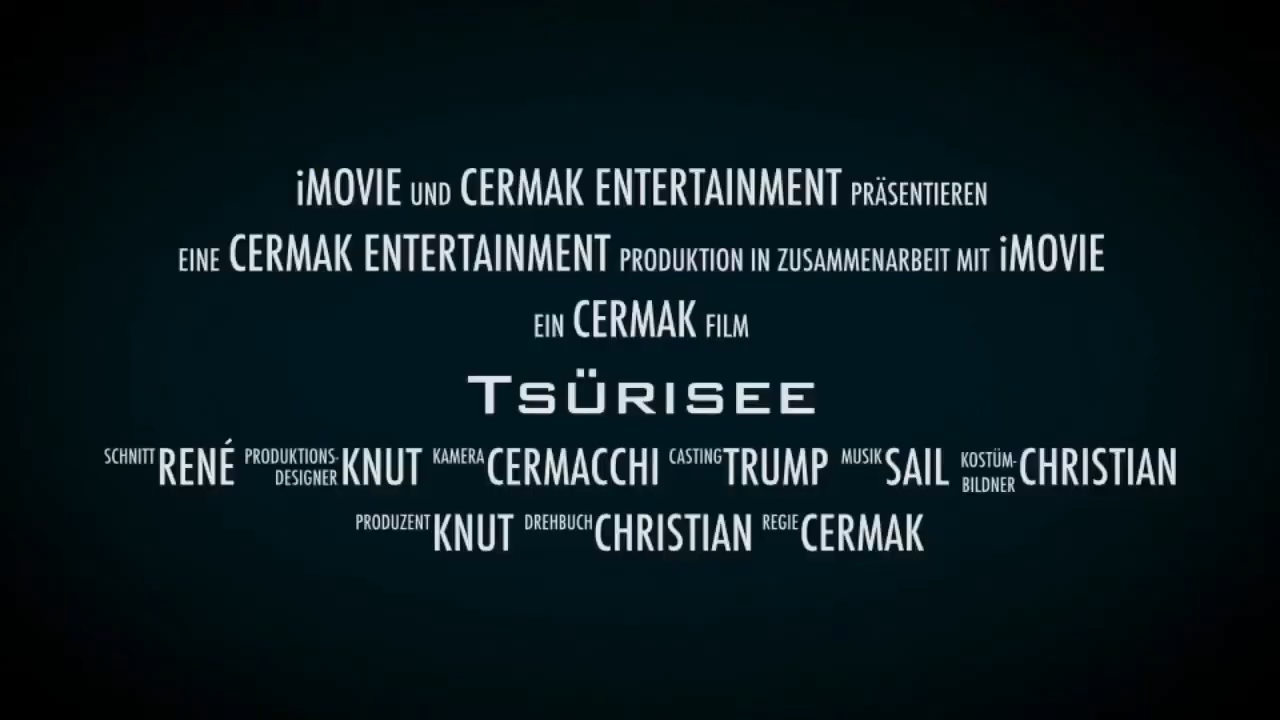 iMOVIE UND CERMAK ENTERTAINMENT PRÄSENTIEREN
EINE CERMAK ENTERTAINMENT PRODUKTION IN ZUSAMMENARBEIT MIT iMOVIE
EIN CERMAK FILM
TSÜRISEE
SCHNITT RENÉ PRODUKTIONS-DESIGNER KNUT KAMERA CERMACCHI CASTING TRUMP MUSIK SAIL KOSTÜM-BILDNER CHRISTIAN
PRODUZENT KNUT DREHBUCH CHRISTIAN REGIE CERMAK